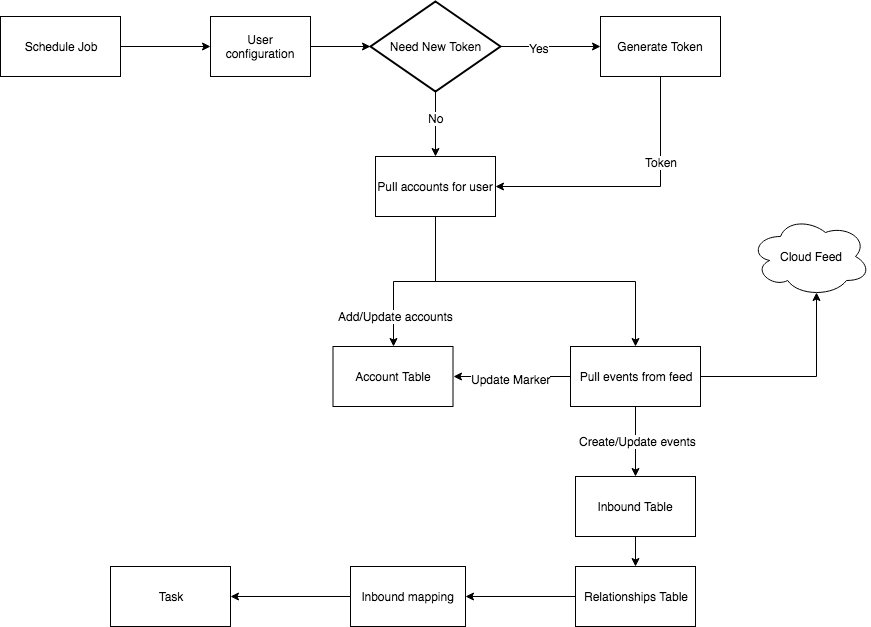 Schedule Job
User
configuration
Need New Token
Yes
Generate Token
No
Token
Pull accounts for user
Cloud Feed
Add/Update accounts
Account Table
Update Marker
Pull events from feed
Create/Update events
Inbound Table
Task
Inbound mapping
Relationships Table